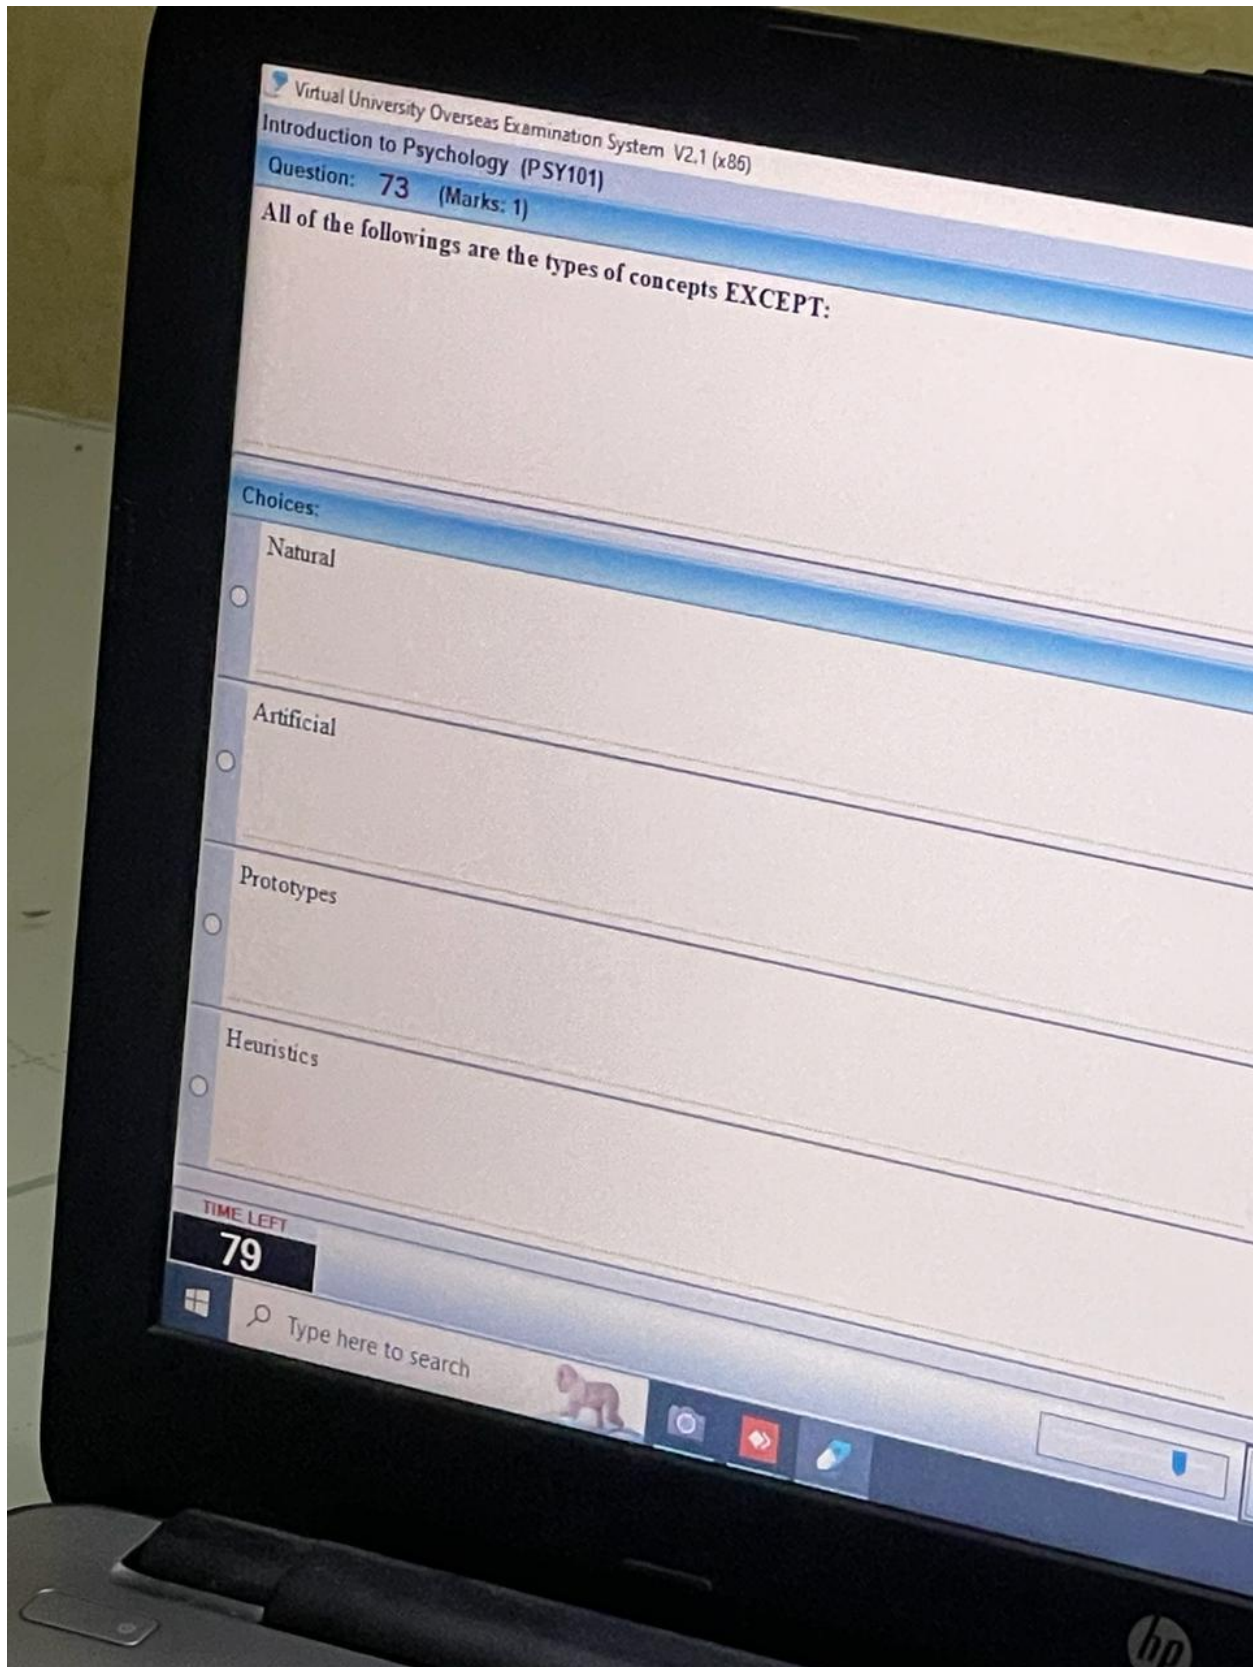 Virtual University Overseas Examination System V2.1 (x86)
Introduction to Psychology (PSY101)
Question: 73 (Marks: 1)
All of the followings are the types of concepts EXCEPT:
Choices:
Natural
Artificial
Prototypes
Heuristics
TIME LEFT
79
Type here to search
hp